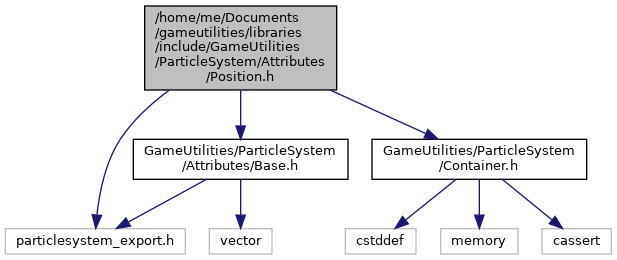 /home/me/Documents
/gameutilities/libraries
/include/GameUtilities
/ParticleSystem/Attributes
/Position.h
GameUtilities/ParticleSystem
/Attributes/Base.h
GameUtilities/ParticleSystem
/Container.h
particlesystem_export.h
vector
cstddef
memory
cassert